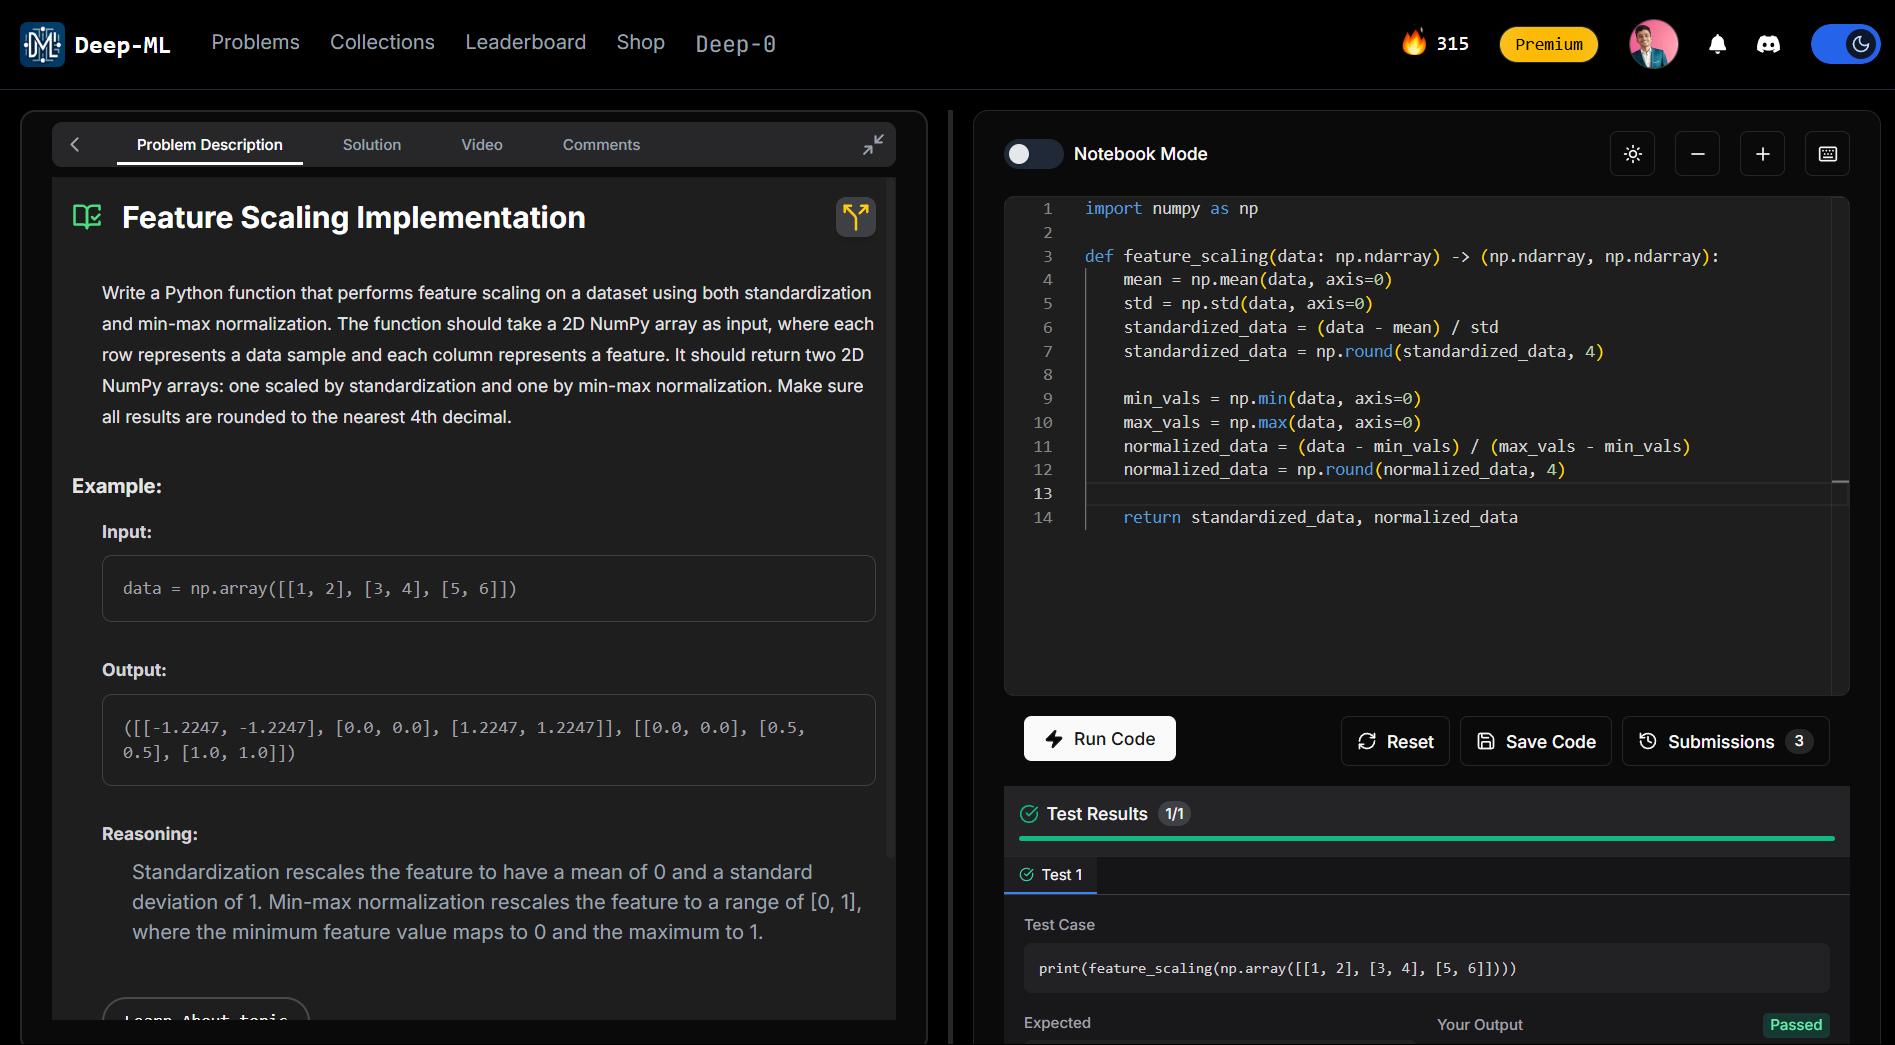 Deep-ML Problems Collections Leaderboard Shop Deep-0 315 Premium
Problem Description Solution Video Comments
Feature Scaling Implementation
Write a Python function that performs feature scaling on a dataset using both standardization
and min-max normalization. The function should take a 2D NumPy array as input, where each
row represents a data sample and each column represents a feature. It should return two 2D
NumPy arrays: one scaled by standardization and one by min-max normalization. Make sure
all results are rounded to the nearest 4th decimal.
Example:
Input:
data = np.array([[1, 2], [3, 4], [5, 6]])
Output:
([[-1.2247, -1.2247], [0.0, 0.0], [1.2247, 1.2247]], [[0.0, 0.0], [0.5,
0.5], [1.0, 1.0]])
Reasoning:
Standardization rescales the feature to have a mean of 0 and a standard
deviation of 1. Min-max normalization rescales the feature to a range of [0, 1],
where the minimum feature value maps to 0 and the maximum to 1.
Learn About topic
Notebook Mode
1 import numpy as np
2
3 def feature_scaling(data: np.ndarray) -> (np.ndarray, np.ndarray):
4 mean = np.mean(data, axis=0)
5 std = np.std(data, axis=0)
6 standardized_data = (data - mean) / std
7 standardized_data = np.round(standardized_data, 4)
8
9 min_vals = np.min(data, axis=0)
10 max_vals = np.max(data, axis=0)
11 normalized_data = (data - min_vals) / (max_vals - min_vals)
12 normalized_data = np.round(normalized_data, 4)
13
14 return standardized_data, normalized_data
Run Code Reset Save Code Submissions 3
Test Results 1/1
Test 1
Test Case
print(feature_scaling(np.array([[1, 2], [3, 4], [5, 6]])))
Expected Your Output Passed